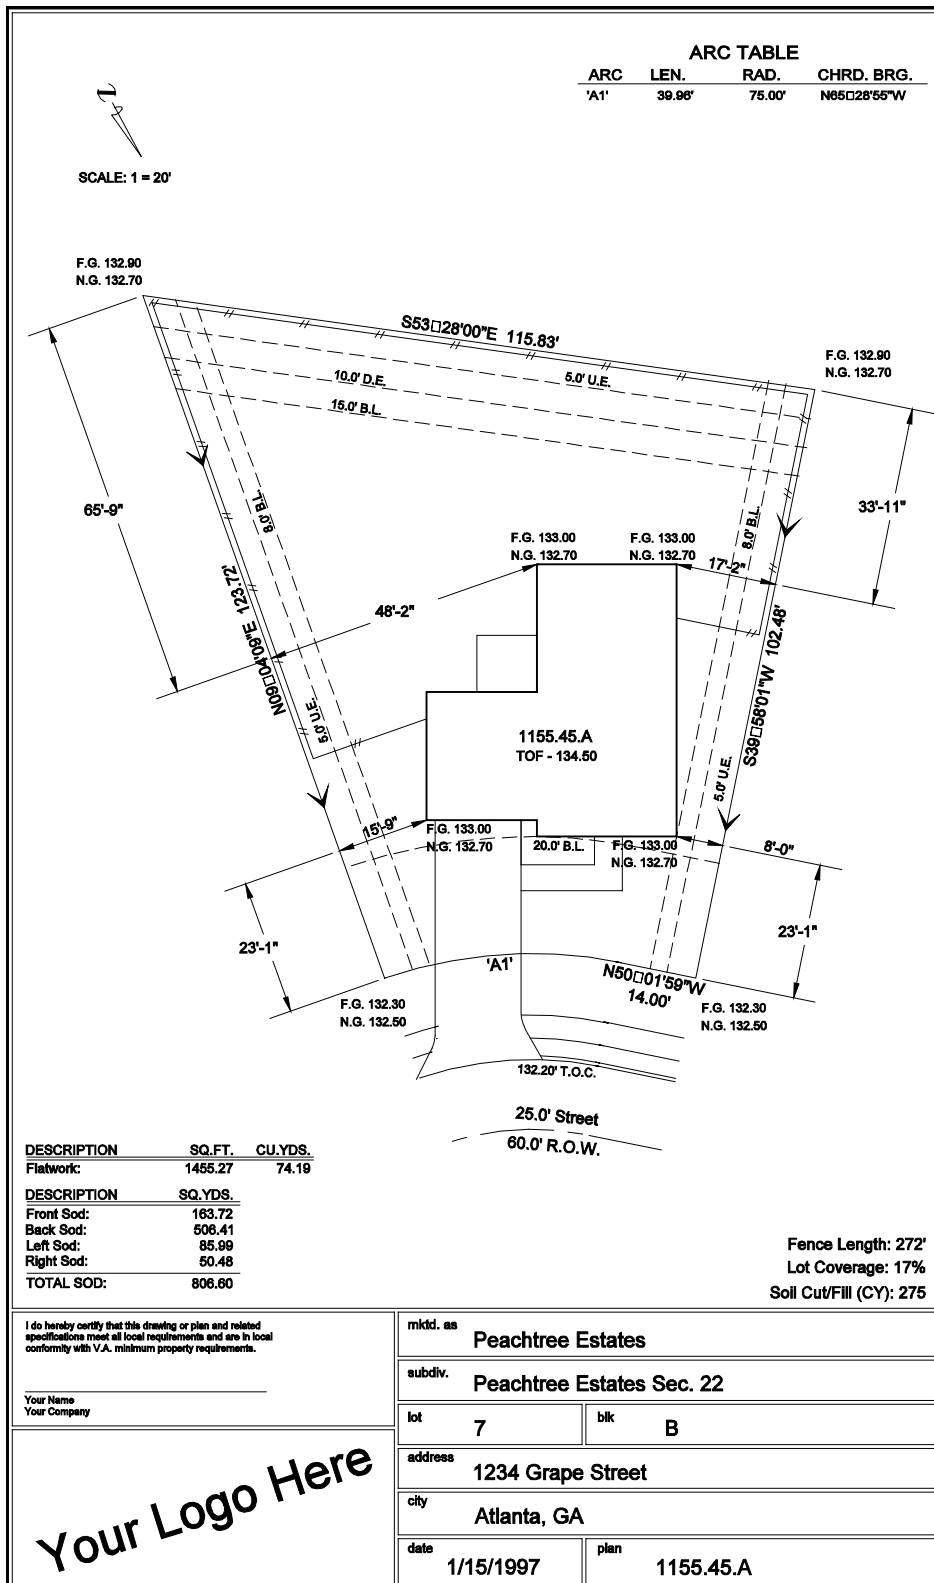 ARC TABLE
ARC LEN. RAD. CHRD. BRG.
'A1' 39.96' 75.00' N65□28'55"W
SCALE: 1 = 20'
F.G. 132.90
N.G. 132.70
S53□28'00"E 115.83'
F.G. 132.90
N.G. 132.70
5.0' U.E.
10.0' D.E.
15.0' B.L.
65'-9"
8.0' B.L.
8.0' B.L.
33'-11"
F.G. 133.00
N.G. 132.70
F.G. 133.00
N.G. 132.70
17'-2"
48'-2"
N09□04'09"E 123.72'
S39□58'01"W 102.48'
5.0' U.E.
1155.45.A
TOF - 134.50
5.0' U.E.
15'-9"
F.G. 133.00
N.G. 132.70
20.0' B.L.
F.G. 133.00
N.G. 132.70
8'-0"
23'-1"
23'-1"
'A1'
N50□01'59"W
14.00'
F.G. 132.30
N.G. 132.50
F.G. 132.30
N.G. 132.50
132.20' T.O.C.
25.0' Street
60.0' R.O.W.
DESCRIPTION SQ.FT. CU.YDS.
Flatwork: 1455.27 74.19
DESCRIPTION SQ.YDS.
Front Sod: 163.72
Back Sod: 506.41
Left Sod: 85.99
Right Sod: 50.48
TOTAL SOD: 806.60
Fence Length: 272'
Lot Coverage: 17%
Soil Cut/Fill (CY): 275
I do hereby certify that this drawing or plan and related
specifications meet all local requirements and are in local
conformity with V.A. minimum property requirements.
Your Name
Your Company
Your Logo Here
mktd. as Peachtree Estates
subdiv. Peachtree Estates Sec. 22
lot 7 blk B
address 1234 Grape Street
city Atlanta, GA
date 1/15/1997 plan 1155.45.A